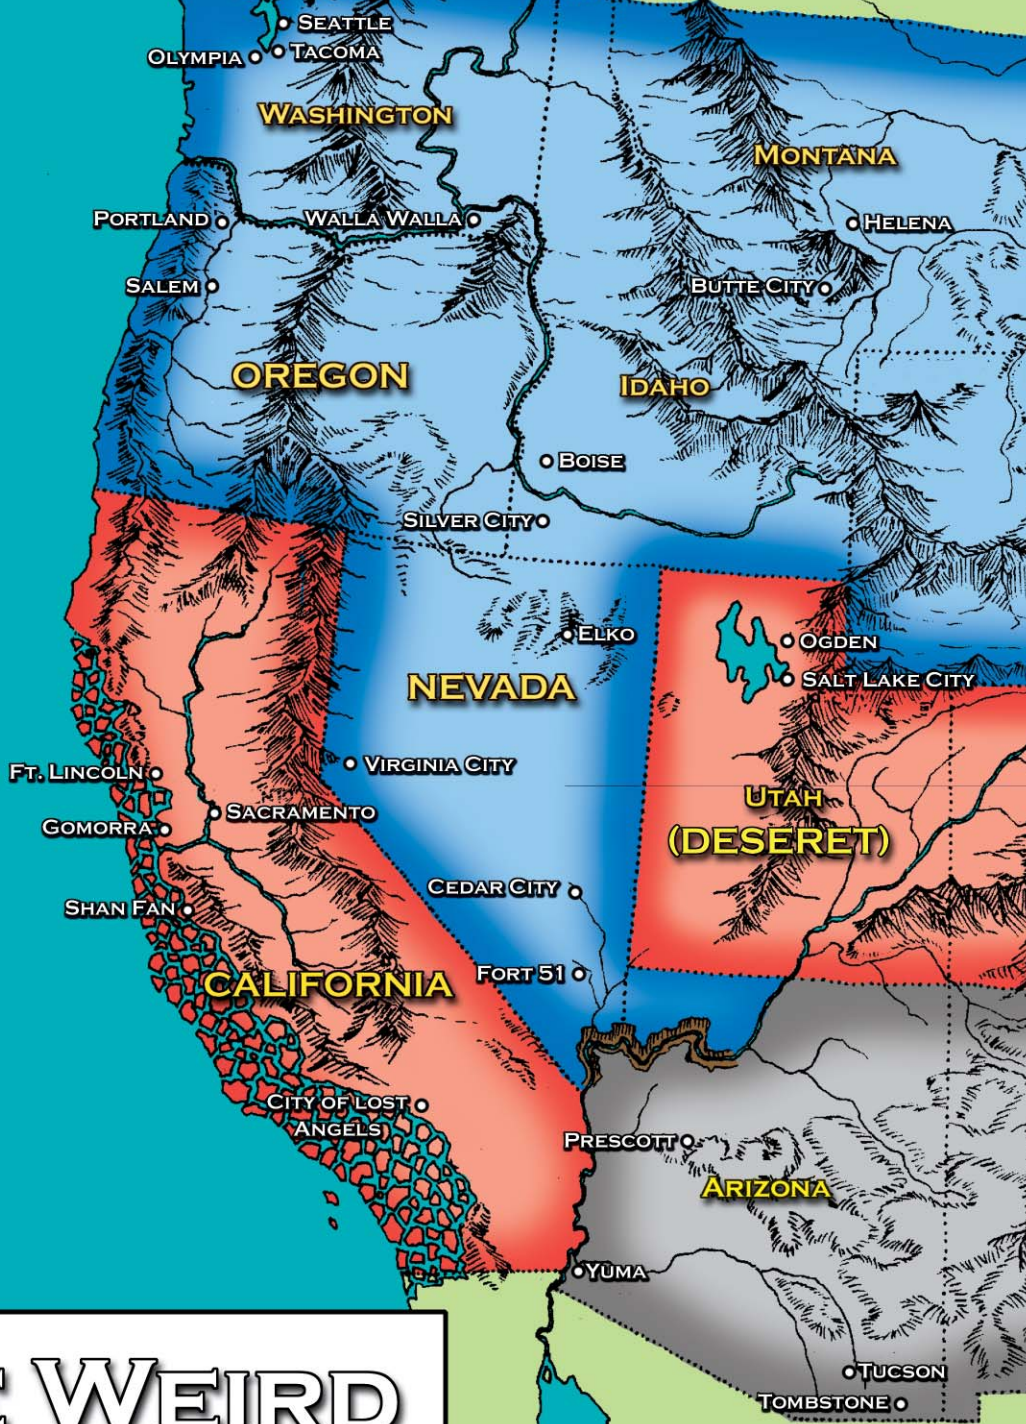 SEATTLE
OLYMPIA
TACOMA
WASHINGTON
MONTANA
PORTLAND
WALLA WALLA
HELENA
SALEM
BUTTE CITY
OREGON
IDAHO
BOISE
SILVER CITY
ELKO
OGDEN
SALT LAKE CITY
NEVADA
VIRGINIA CITY
FT. LINCOLN
UTAH
(DESERET)
SACRAMENTO
GOMORRA
CEDAR CITY
SHAN FAN
FORT 51
CALIFORNIA
CITY OF LOST
ANGELS
PRESCOTT
ARIZONA
YUMA
TUCSON
TOMBSTONE
WEIRD